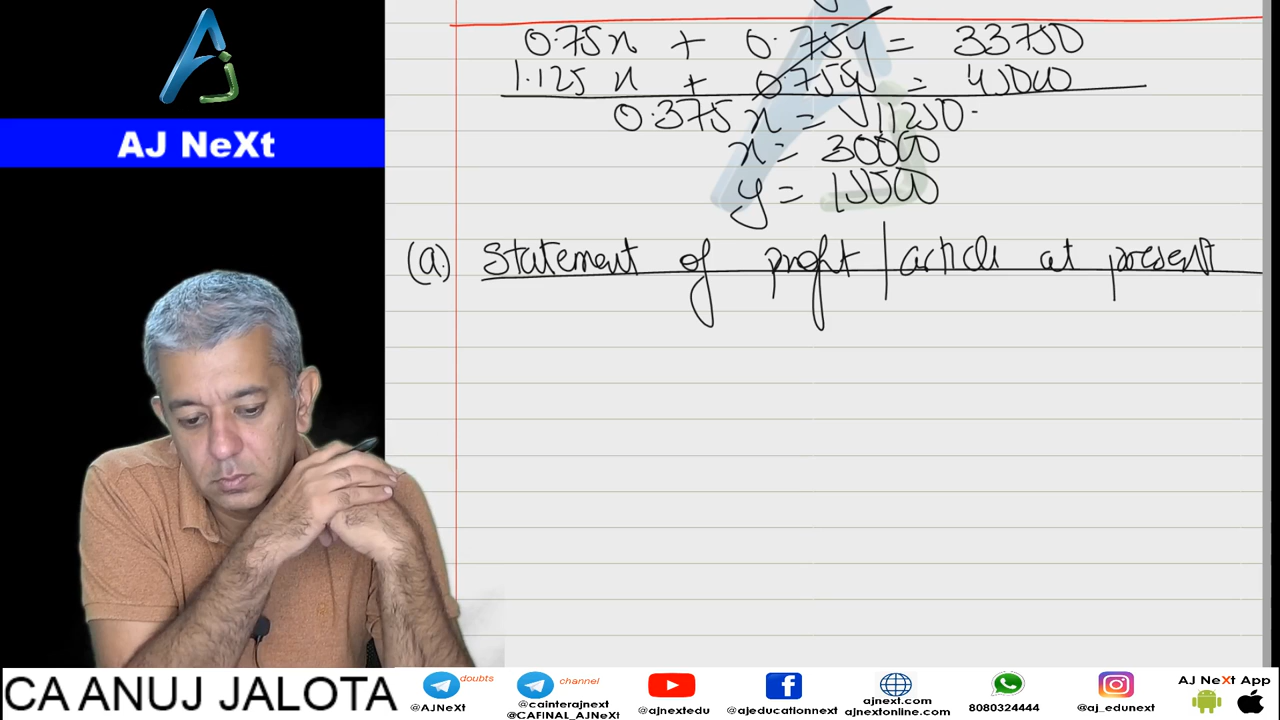 AJ NeXt
0.75x + 0.75y = 33750
1.125x + 0.75y = 45000
0.375x = 11250
x = 30000
y = 15000
(a.) Statement of profit | article at present
CA ANUJ JALOTA
doubts
@AJNeXt
channel
@cainterajnext
@CAFINAL_AJNeXt
@ajnextedu
@ajeducationnext
ajnext.com
ajnextonline.com
8080324444
@aj_edunext
AJ NeXt App